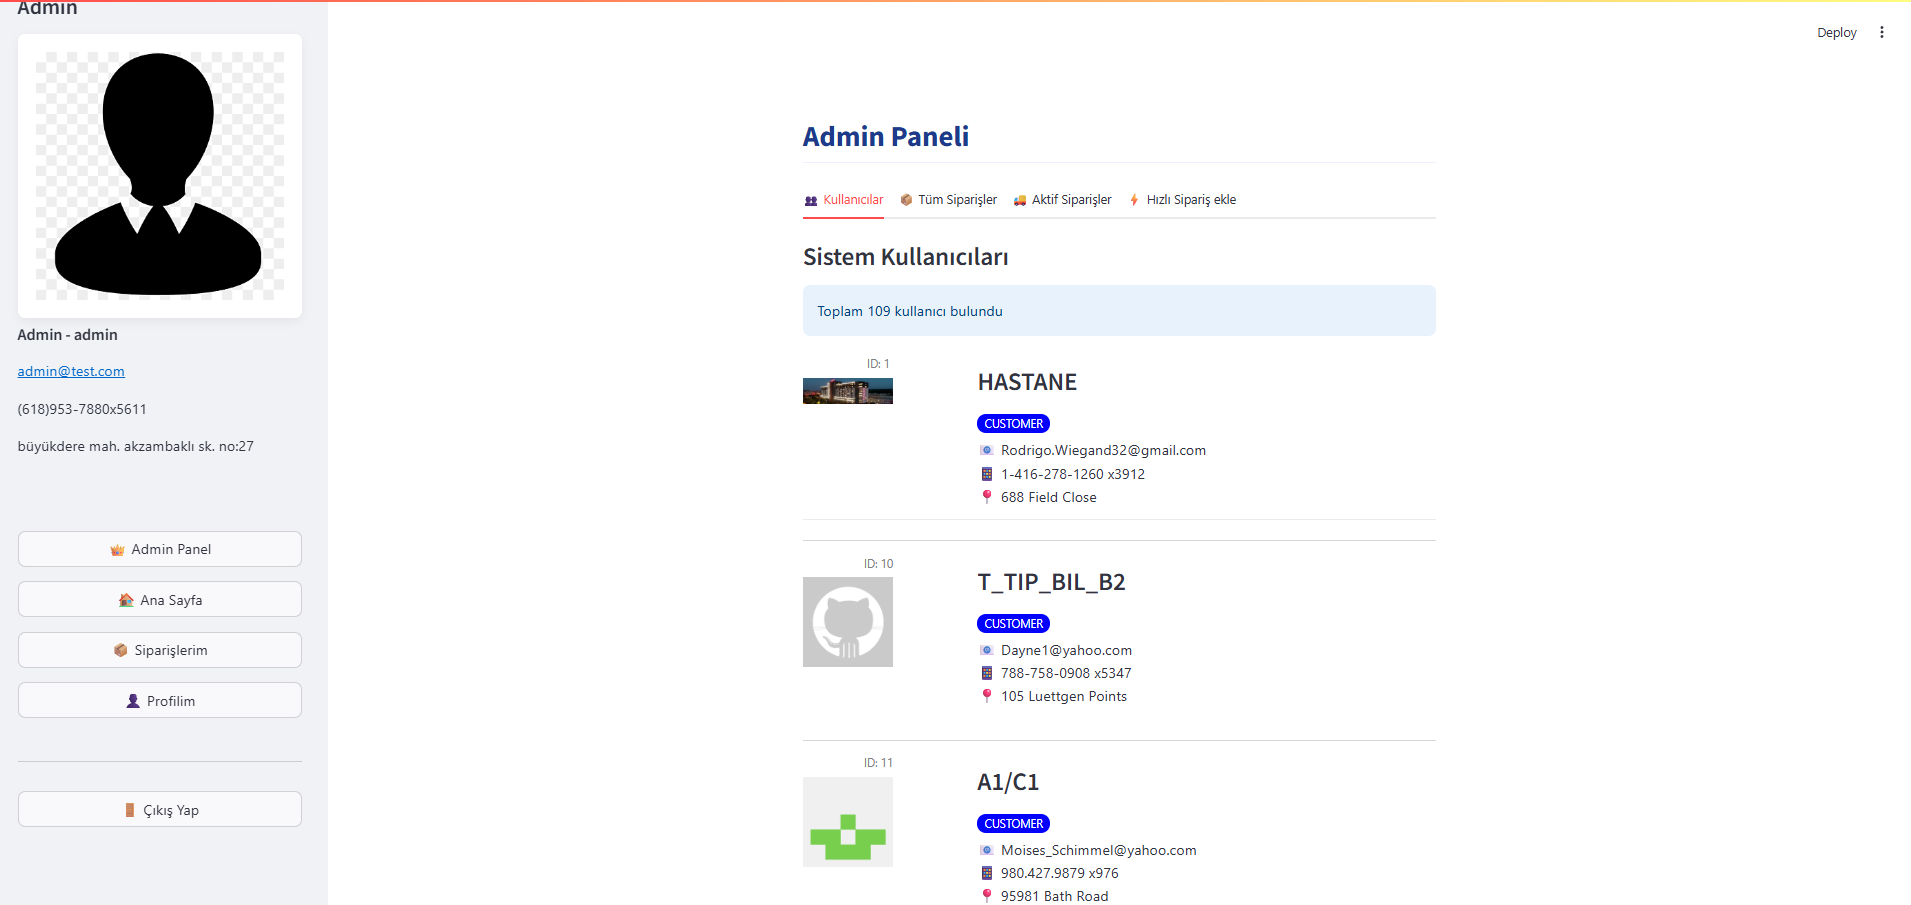 Admin
Admin - admin
admin@test.com
(618)953-7880x5611
büyükdere mah. akzambaklı sk. no:27
Admin Panel
Ana Sayfa
Siparişlerim
Profilim
Çıkış Yap
Deploy
Admin Paneli
Kullanıcılar
Tüm Siparişler
Aktif Siparişler
Hızlı Sipariş ekle
Sistem Kullanıcıları
Toplam 109 kullanıcı bulundu
ID: 1
HASTANE
CUSTOMER
Rodrigo.Wiegand32@gmail.com
1-416-278-1260 x3912
688 Field Close
ID: 10
T_TIP_BIL_B2
CUSTOMER
Dayne1@yahoo.com
788-758-0908 x5347
105 Luettgen Points
ID: 11
A1/C1
CUSTOMER
Moises_Schimmel@yahoo.com
980.427.9879 x976
95981 Bath Road